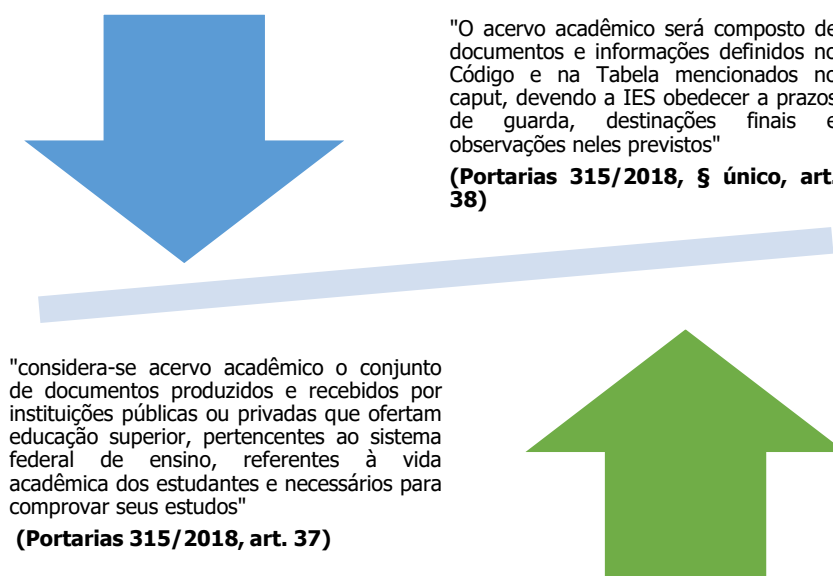 "O acervo acadêmico será composto de
documentos e informações definidos no
Código e na Tabela mencionados no
caput, devendo a IES obedecer a prazos
de guarda, destinações finais e
observações neles previstos"
(Portarias 315/2018, § único, art.
38)
"considera-se acervo acadêmico o conjunto
de documentos produzidos e recebidos por
instituições públicas ou privadas que ofertam
educação superior, pertencentes ao sistema
federal de ensino, referentes à vida
acadêmica dos estudantes e necessários para
comprovar seus estudos"
(Portarias 315/2018, art. 37)